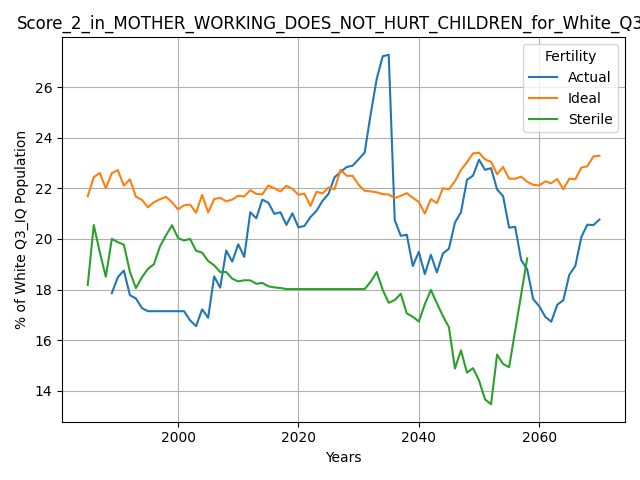 Score_2_in_MOTHER_WORKING_DOES_NOT_HURT_CHILDREN_for_White_Q3
Fertility
Actual
Ideal
Sterile
% of White Q3_IQ Population
26
24
22
20
18
16
14
2000
2020
2040
2060
Years